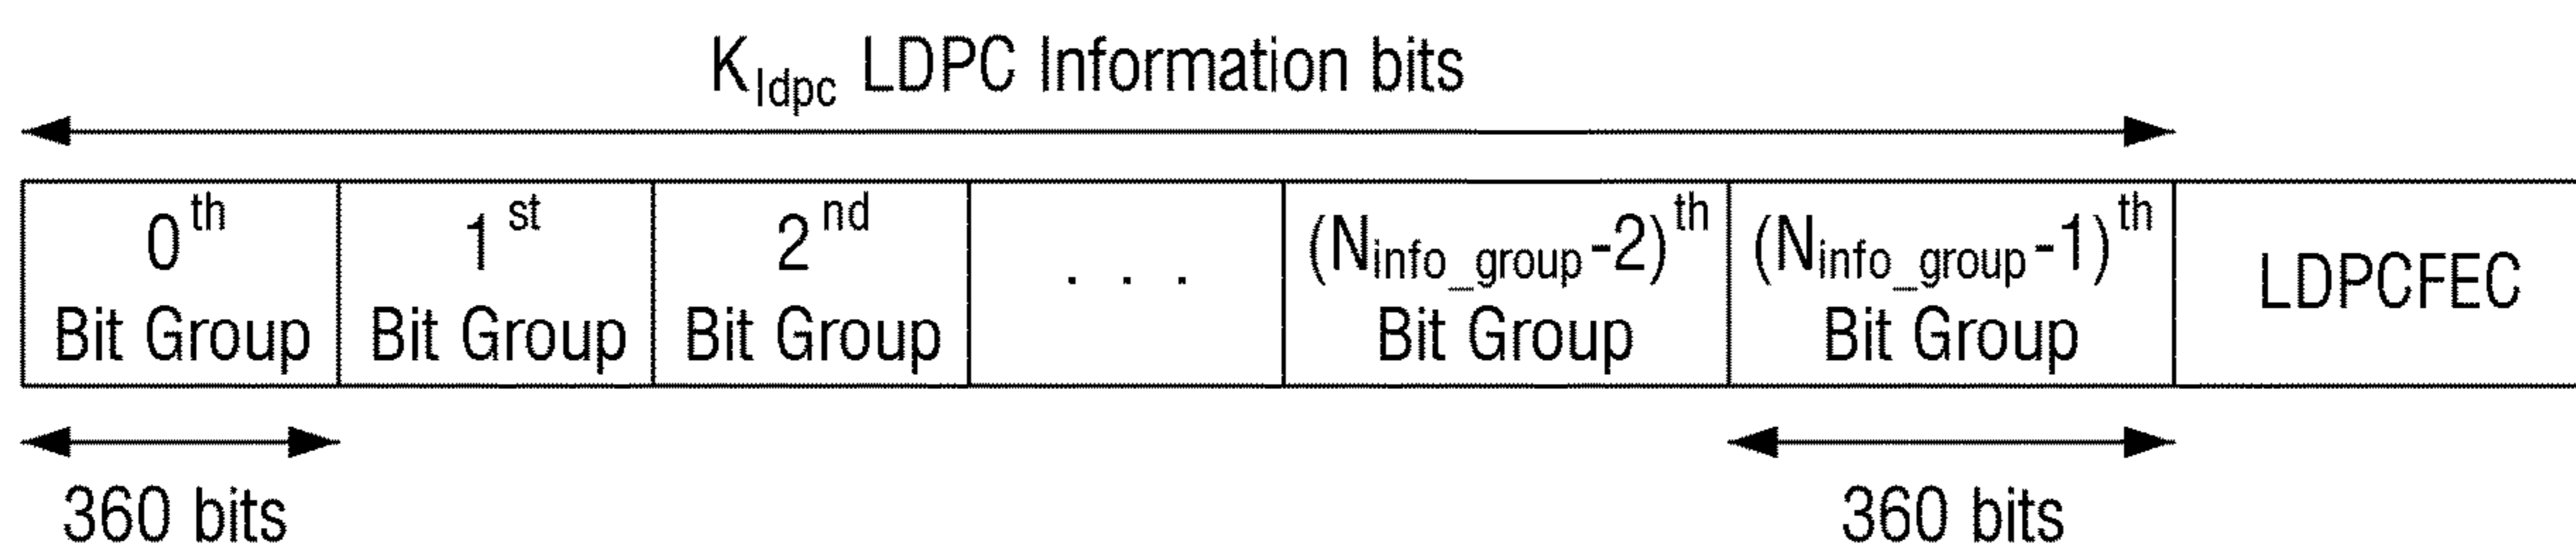 K_ldpc LDPC Information bits
0th Bit Group
1st Bit Group
2nd Bit Group
. . .
(N_info_group-2)th Bit Group
(N_info_group-1)th Bit Group
LDPCFEC
360 bits
360 bits